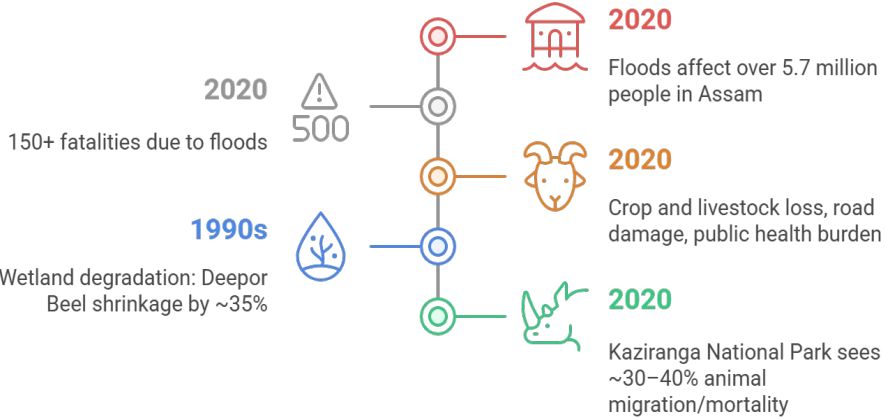 2020
Floods affect over 5.7 million
people in Assam
2020
150+ fatalities due to floods
500
2020
Crop and livestock loss, road
damage, public health burden
1990s
Wetland degradation: Deepor
Beel shrinkage by ~35%
2020
Kaziranga National Park sees
~30–40% animal
migration/mortality